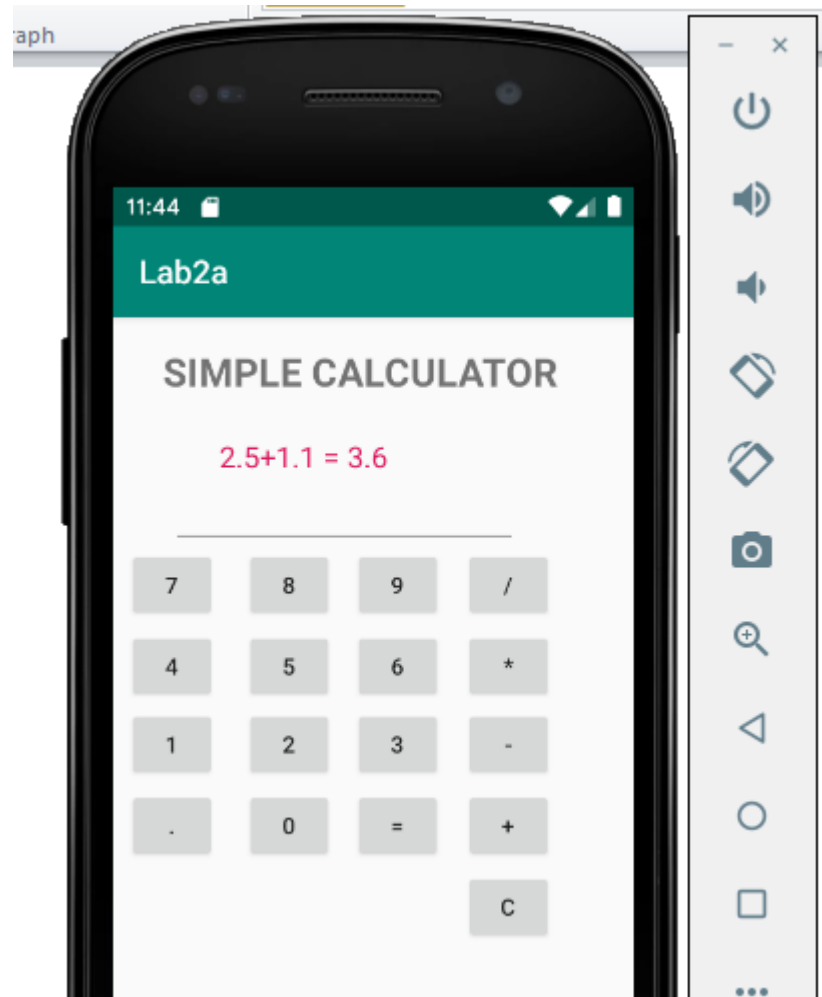 aph
11:44
Lab2a
SIMPLE CALCULATOR
2.5+1.1 = 3.6
7 8 9 /
4 5 6 *
1 2 3 -
. 0 = +
C